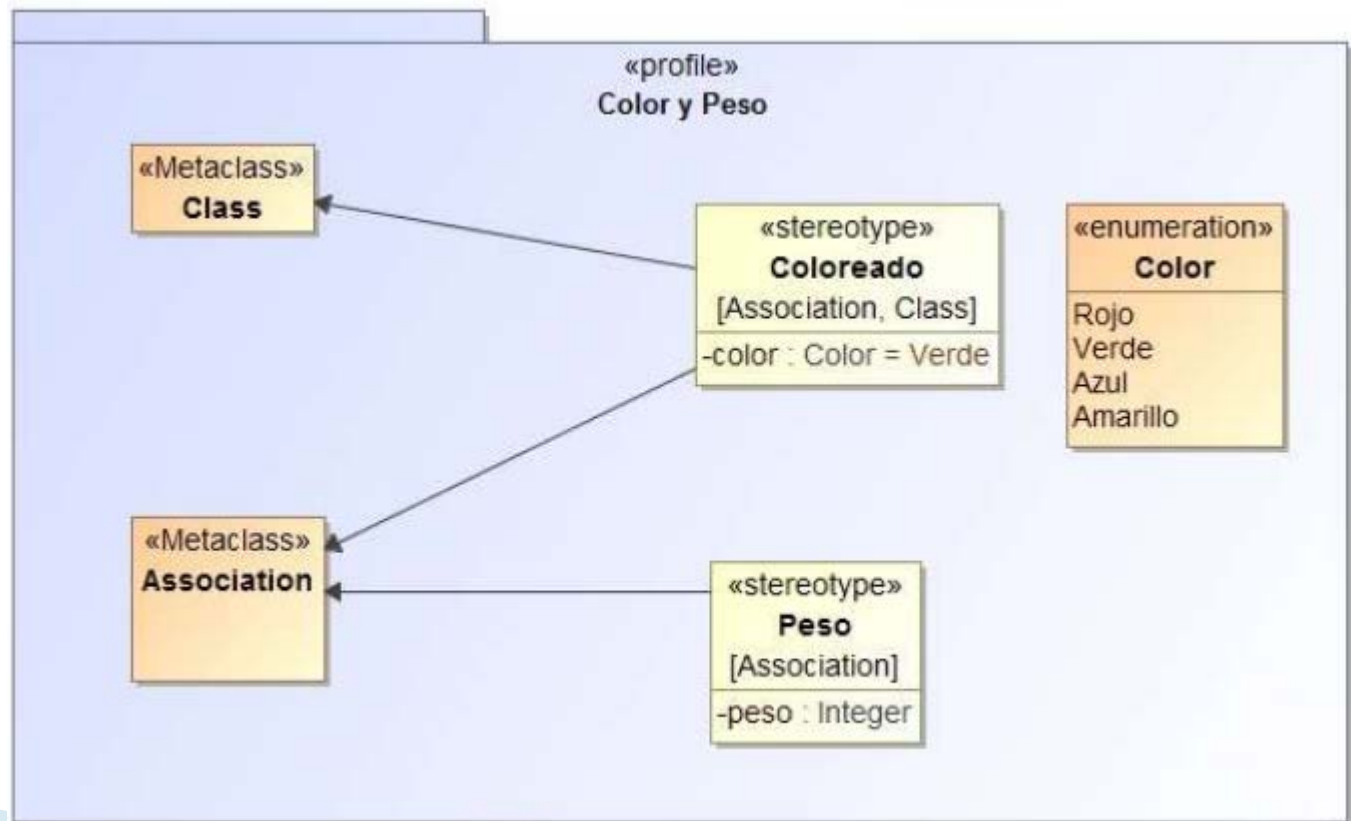 «profile»
Color y Peso
«Metaclass»
Class
«stereotype»
Coloreado
[Association, Class]
-color : Color = Verde
«enumeration»
Color
Rojo
Verde
Azul
Amarillo
«Metaclass»
Association
«stereotype»
Peso
[Association]
-peso : Integer